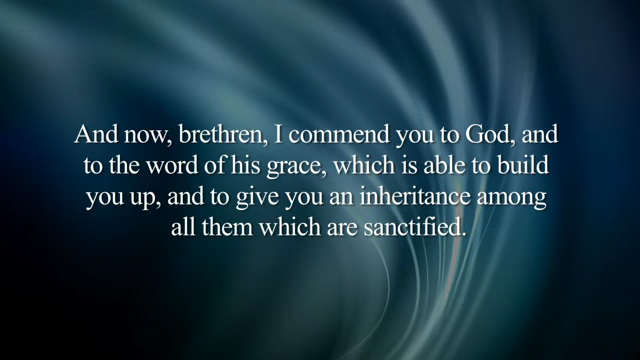 And now, brethren, I commend you to God, and
to the word of his grace, which is able to build
you up, and to give you an inheritance among
all them which are sanctified.